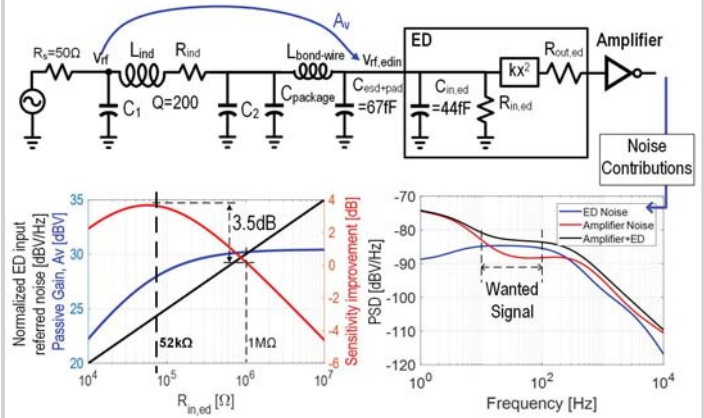 Av
ED
Amplifier
Rs=50Ω
Vrf
Lind
Rind
Lbond-wire
Vrf,edin
Rout,ed
kx²
C1
Q=200
C2
Cpackage
Cesd+pad
=67fF
Cin,ed
=44fF
Rin,ed
Noise
Contributions
Normalized ED input
referred noise [dBV/Hz]
Passive Gain, Av [dBV]
35
30
25
20
3.5dB
52kΩ
1MΩ
10⁴
10⁵
10⁶
10⁷
Rin,ed [Ω]
4
2
0
-2
-4
-6
Sensitivity improvement [dB]
PSD [dBV/Hz]
-70
-80
-90
-100
-110
-120
ED Noise
Amplifier Noise
Amplifier+ED
Wanted
Signal
10⁰
10²
10⁴
Frequency [Hz]